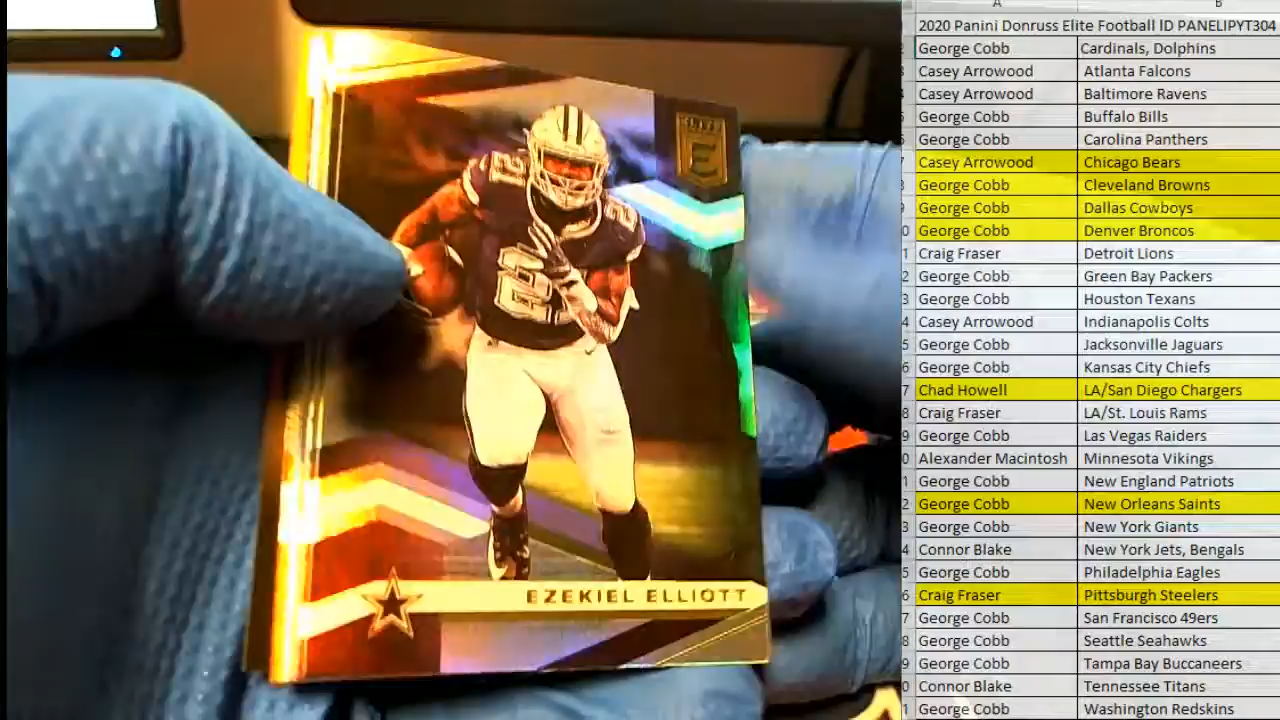 ELITE
E
21
21
EZEKIEL ELLIOTT
A B
2020 Panini Donruss Elite Football ID PANELIPYT304
George Cobb Cardinals, Dolphins
Casey Arrowood Atlanta Falcons
Casey Arrowood Baltimore Ravens
George Cobb Buffalo Bills
George Cobb Carolina Panthers
Casey Arrowood Chicago Bears
George Cobb Cleveland Browns
George Cobb Dallas Cowboys
George Cobb Denver Broncos
Craig Fraser Detroit Lions
George Cobb Green Bay Packers
George Cobb Houston Texans
Casey Arrowood Indianapolis Colts
George Cobb Jacksonville Jaguars
George Cobb Kansas City Chiefs
Chad Howell LA/San Diego Chargers
Craig Fraser LA/St. Louis Rams
George Cobb Las Vegas Raiders
Alexander Macintosh Minnesota Vikings
George Cobb New England Patriots
George Cobb New Orleans Saints
George Cobb New York Giants
Connor Blake New York Jets, Bengals
George Cobb Philadelphia Eagles
Craig Fraser Pittsburgh Steelers
George Cobb San Francisco 49ers
George Cobb Seattle Seahawks
George Cobb Tampa Bay Buccaneers
Connor Blake Tennessee Titans
George Cobb Washington Redskins